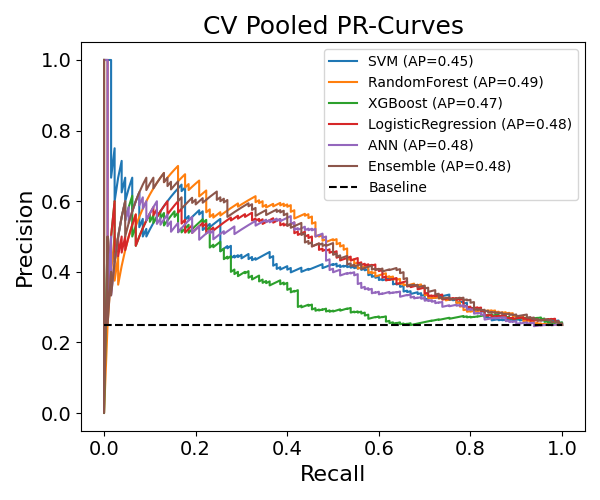 CV Pooled PR-Curves
SVM (AP=0.45)
RandomForest (AP=0.49)
XGBoost (AP=0.47)
LogisticRegression (AP=0.48)
ANN (AP=0.48)
Ensemble (AP=0.48)
Baseline
Precision
1.0
0.8
0.6
0.4
0.2
0.0
0.0 0.2 0.4 0.6 0.8 1.0
Recall